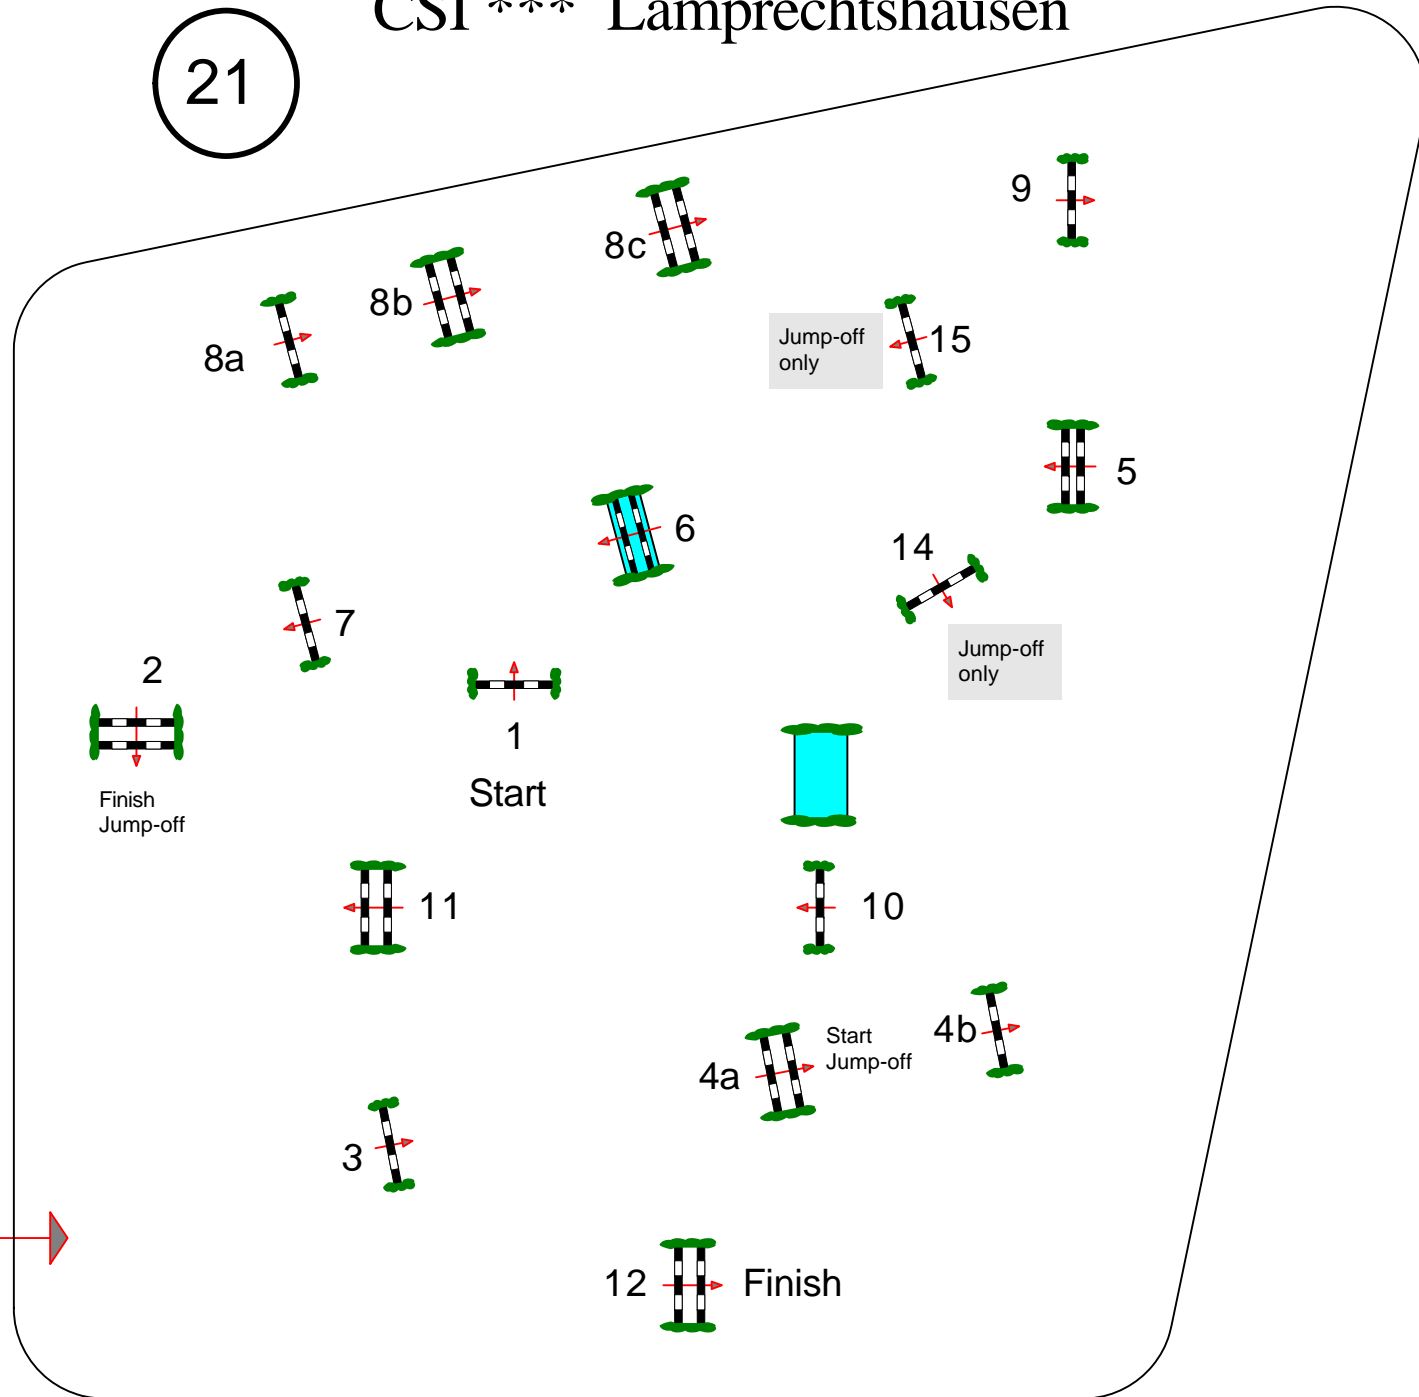 CSI *** Lamprechtshausen
21
9
8c
8b
Jump-off
only
15
8a
5
6
14
7
Jump-off
only
2
1
Start
Finish
Jump-off
11
10
4b
Start
Jump-off
4a
3
12
Finish